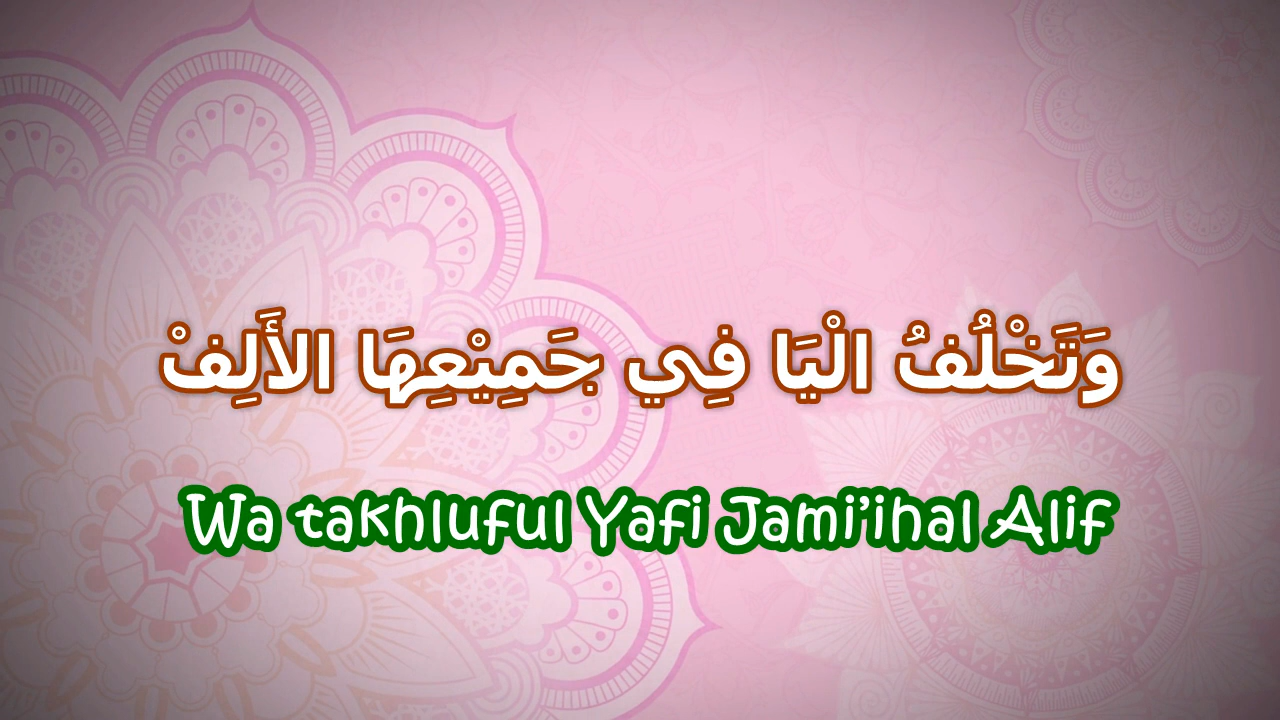 وَتَخْلُفُ الْيَا فِي جَمِيْعِهَا الأَلِفْ
Wa takhluful Yafi Jami'ihal Alif